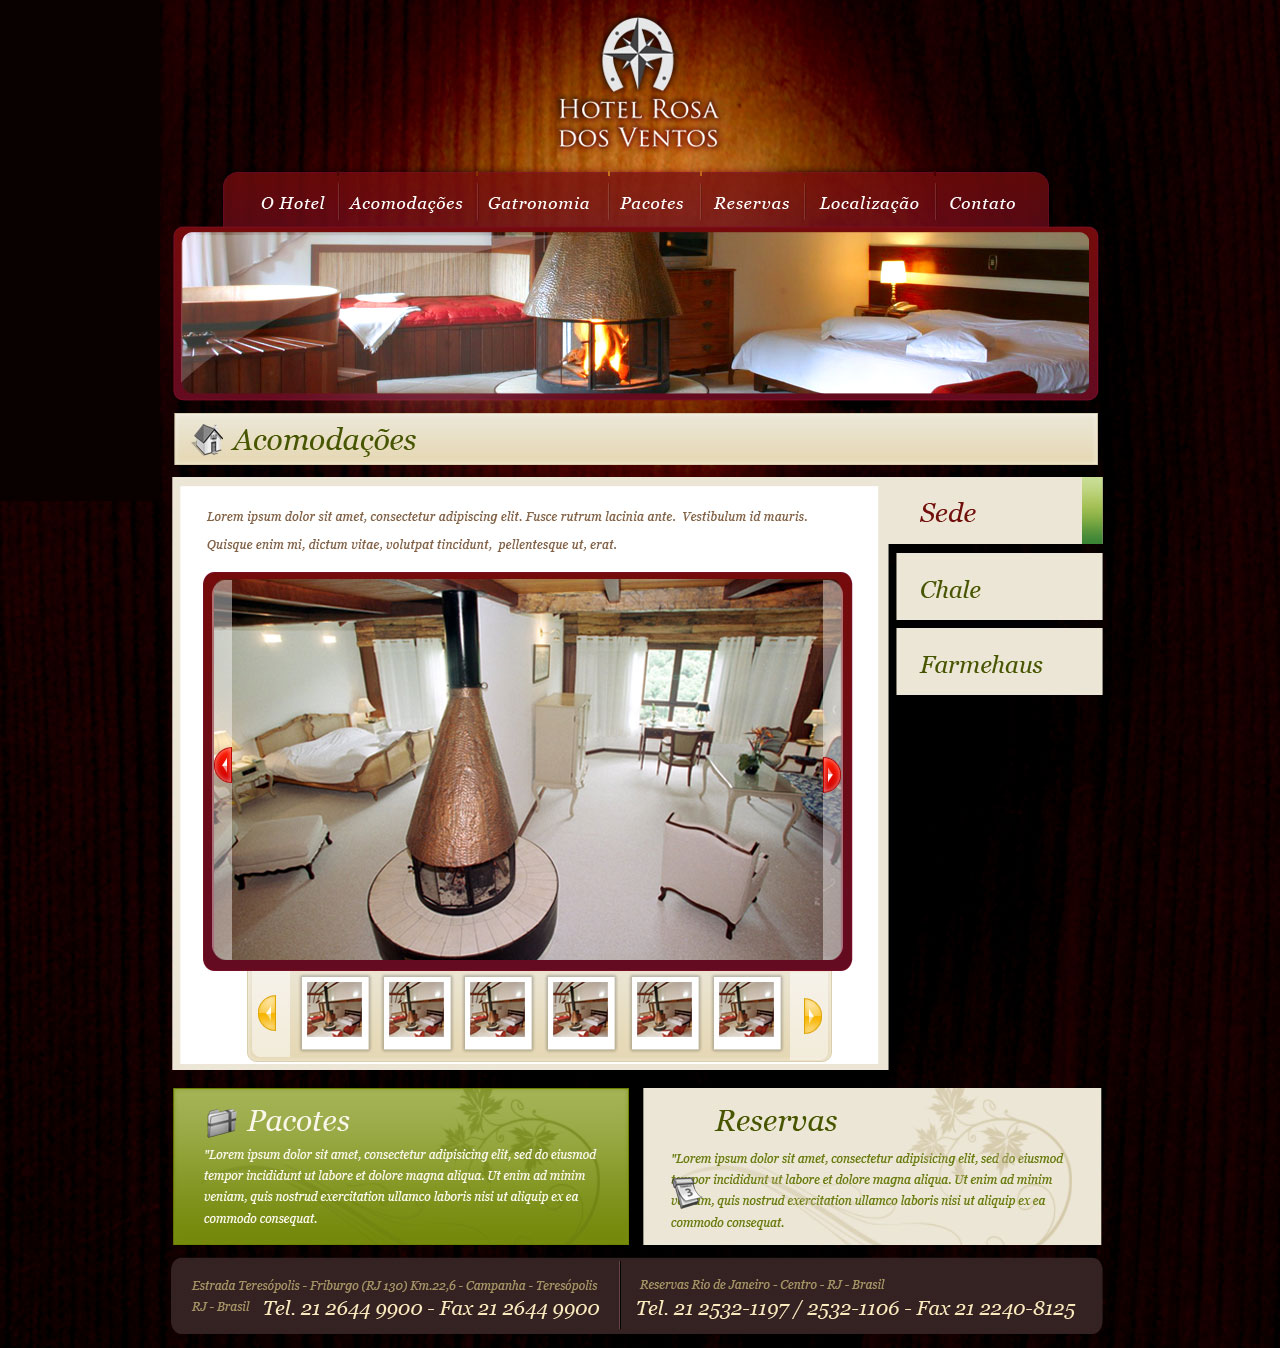 HOTEL ROSA
DOS VENTOS
O Hotel
Acomodações
Gatronomia
Pacotes
Reservas
Localização
Contato
Acomodações
Lorem ipsum dolor sit amet, consectetur adipiscing elit. Fusce rutrum lacinia ante. Vestibulum id mauris.
Quisque enim mi, dictum vitae, volutpat tincidunt, pellentesque ut, erat.
Sede
Chale
Farmehaus
Pacotes
"Lorem ipsum dolor sit amet, consectetur adipisicing elit, sed do eiusmod
tempor incididunt ut labore et dolore magna aliqua. Ut enim ad minim
veniam, quis nostrud exercitation ullamco laboris nisi ut aliquip ex ea
commodo consequat.
Reservas
"Lorem ipsum dolor sit amet, consectetur adipisicing elit, sed do eiusmod
tempor incididunt ut labore et dolore magna aliqua. Ut enim ad minim
veniam, quis nostrud exercitation ullamco laboris nisi ut aliquip ex ea
commodo consequat.
Estrada Teresópolis - Friburgo (RJ 130) Km.22,6 - Campanha - Teresópolis
RJ - Brasil Tel. 21 2644 9900 - Fax 21 2644 9900
Reservas Rio de Janeiro - Centro - RJ - Brasil
Tel. 21 2532-1197 / 2532-1106 - Fax 21 2240-8125